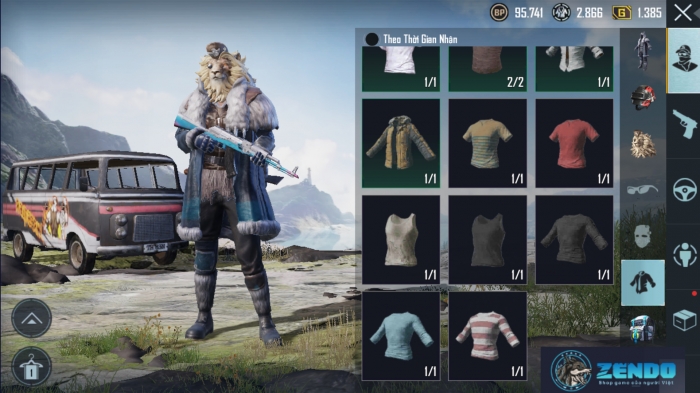 BP 95.741 2.866 G 1.385
Theo Thời Gian Nhận
1/1 2/2 1/1
1/1 1/1 1/1
1/1 1/1 1/1
1/1 1/1
1
ZENDO
Shop game của người Việt